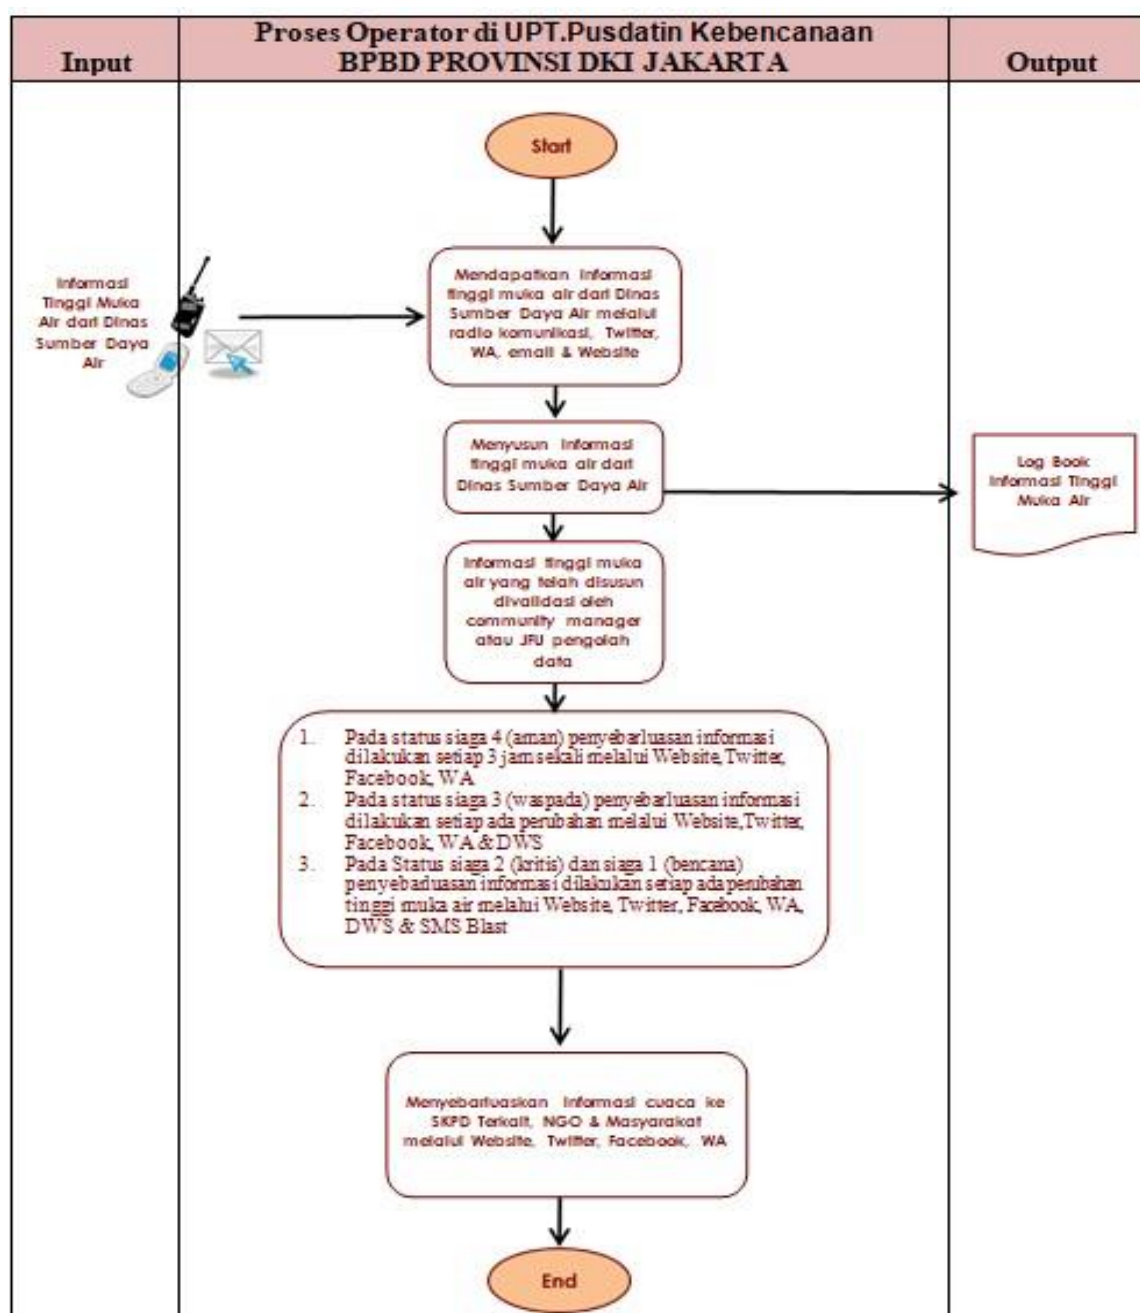 Input
Proses Operator di UPT.Pusdatin Kebencanaan
BPBD PROVINSI DKI JAKARTA
Output
Start
Informasi
Tinggi Muka
Air dari Dinas
Sumber Daya
Air
Mendapatkan Informasi
tinggi muka air dari Dinas
Sumber Daya Air melalui
radio komunikasi, Twitter,
WA, email & Website
Menyusun Informasi
tinggi muka air dari
Dinas Sumber Daya Air
Log Book
Informasi Tinggi
Muka Air
Informasi tinggi muka
air yang telah disusun
divalidasi oleh
community manager
atau JFU pengolah
data
1. Pada status siaga 4 (aman) penyebarluasan informasi
dilakukan setiap 3 jam sekali melalui Website,Twitter,
Facebook, WA
2. Pada status siaga 3 (waspada) penyebarluasan informasi
dilakukan setiap ada perubahan melalui Website,Twitter,
Facebook, WA & DWS
3. Pada Status siaga 2 (kritis) dan siaga 1 (bencana)
penyebarluasan informasi dilakukan setiap ada perubahan
tinggi muka air melalui Website, Twitter, Facebook, WA,
DWS & SMS Blast
Menyebarluaskan Informasi cuaca ke
SKPD Terkait, NGO & Masyarakat
melalui Website, Twitter, Facebook, WA
End